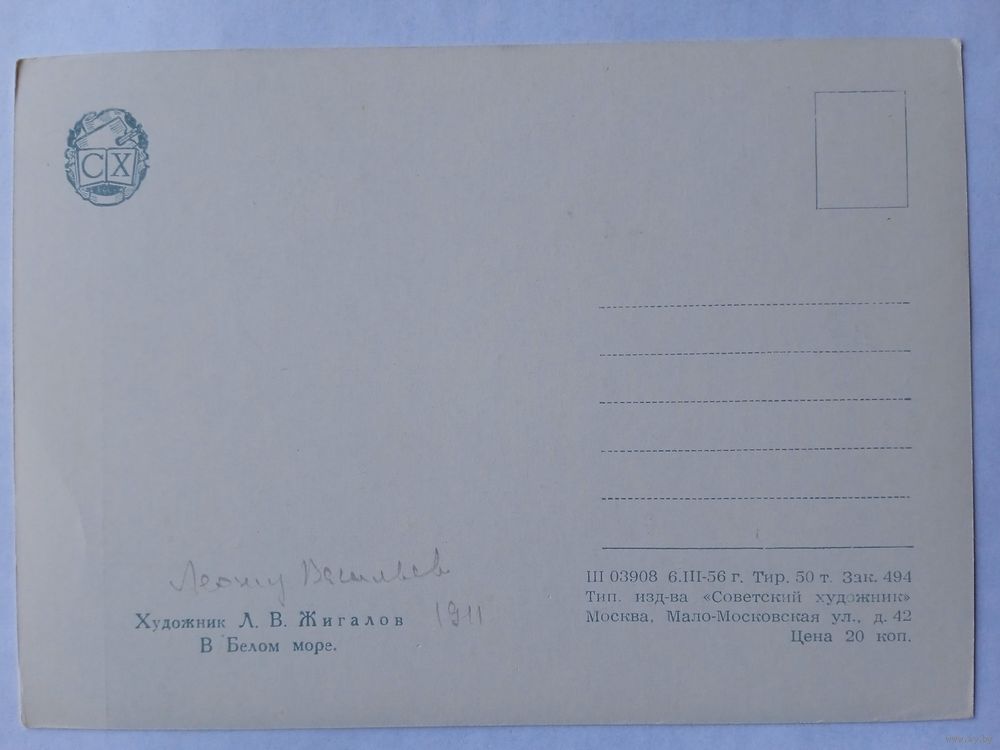 СХ
Леонид Васильев
1911
Художник Л. В. Жигалов
В Белом море.
Ш 03908 6.III-56 г. Тир. 50 т. Зак. 494
Тип. изд-ва «Советский художник»
Москва, Мало-Московская ул., д. 42
Цена 20 коп.